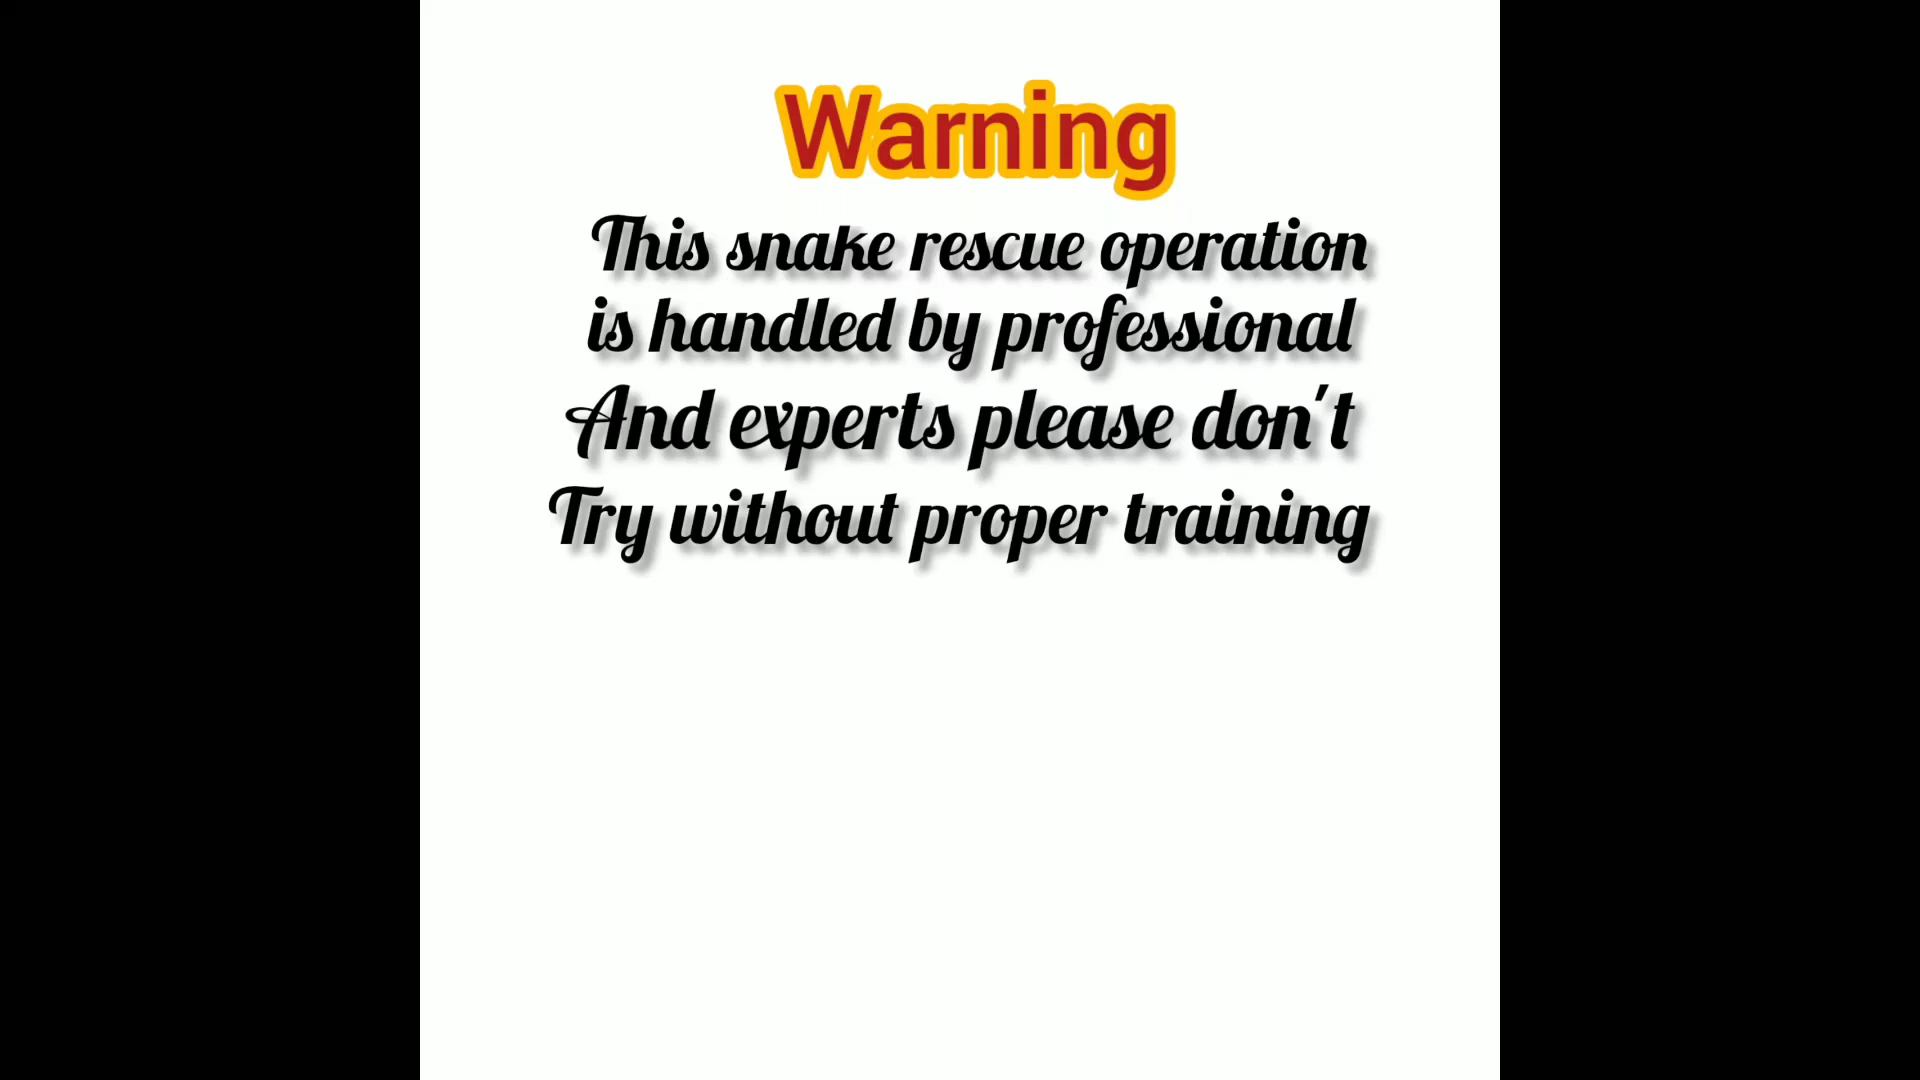 Warning
This snake rescue operation
is handled by professional
And experts please don't
Try without proper training